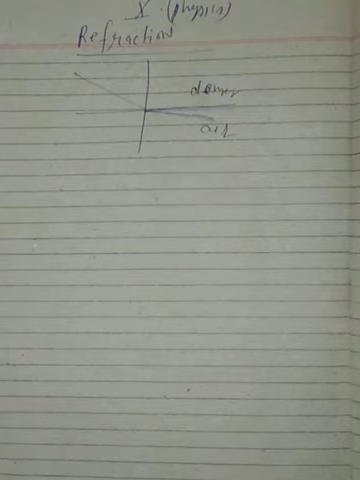 X. (physics)
Refraction
denser
air